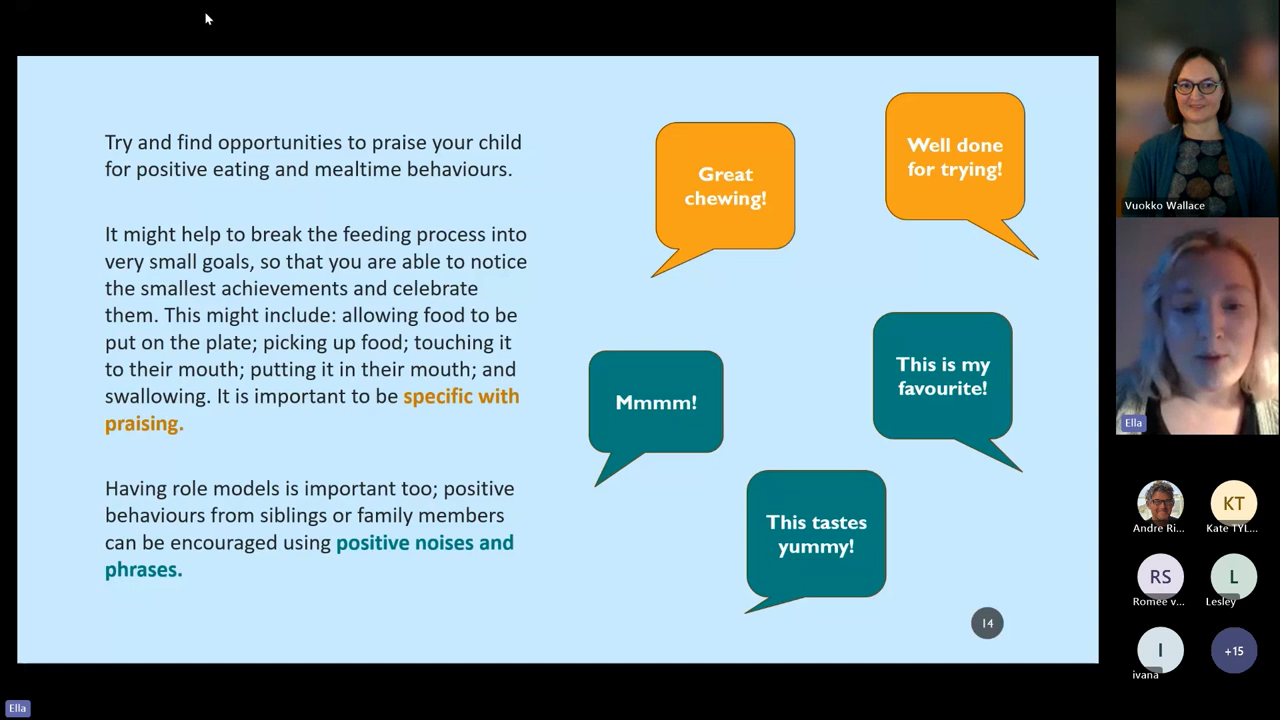 Try and find opportunities to praise your child
for positive eating and mealtime behaviours.
It might help to break the feeding process into
very small goals, so that you are able to notice
the smallest achievements and celebrate
them. This might include: allowing food to be
put on the plate; picking up food; touching it
to their mouth; putting it in their mouth; and
swallowing. It is important to be specific with
praising.
Having role models is important too; positive
behaviours from siblings or family members
can be encouraged using positive noises and
phrases.
Great
chewing!
Well done
for trying!
Mmmm!
This is my
favourite!
This tastes
yummy!
14
Vuokko Wallace
Ella
Andre Ri...
KT
Kate TYL...
RS
Romee v...
L
Lesley
I
ivana
+15
Ella